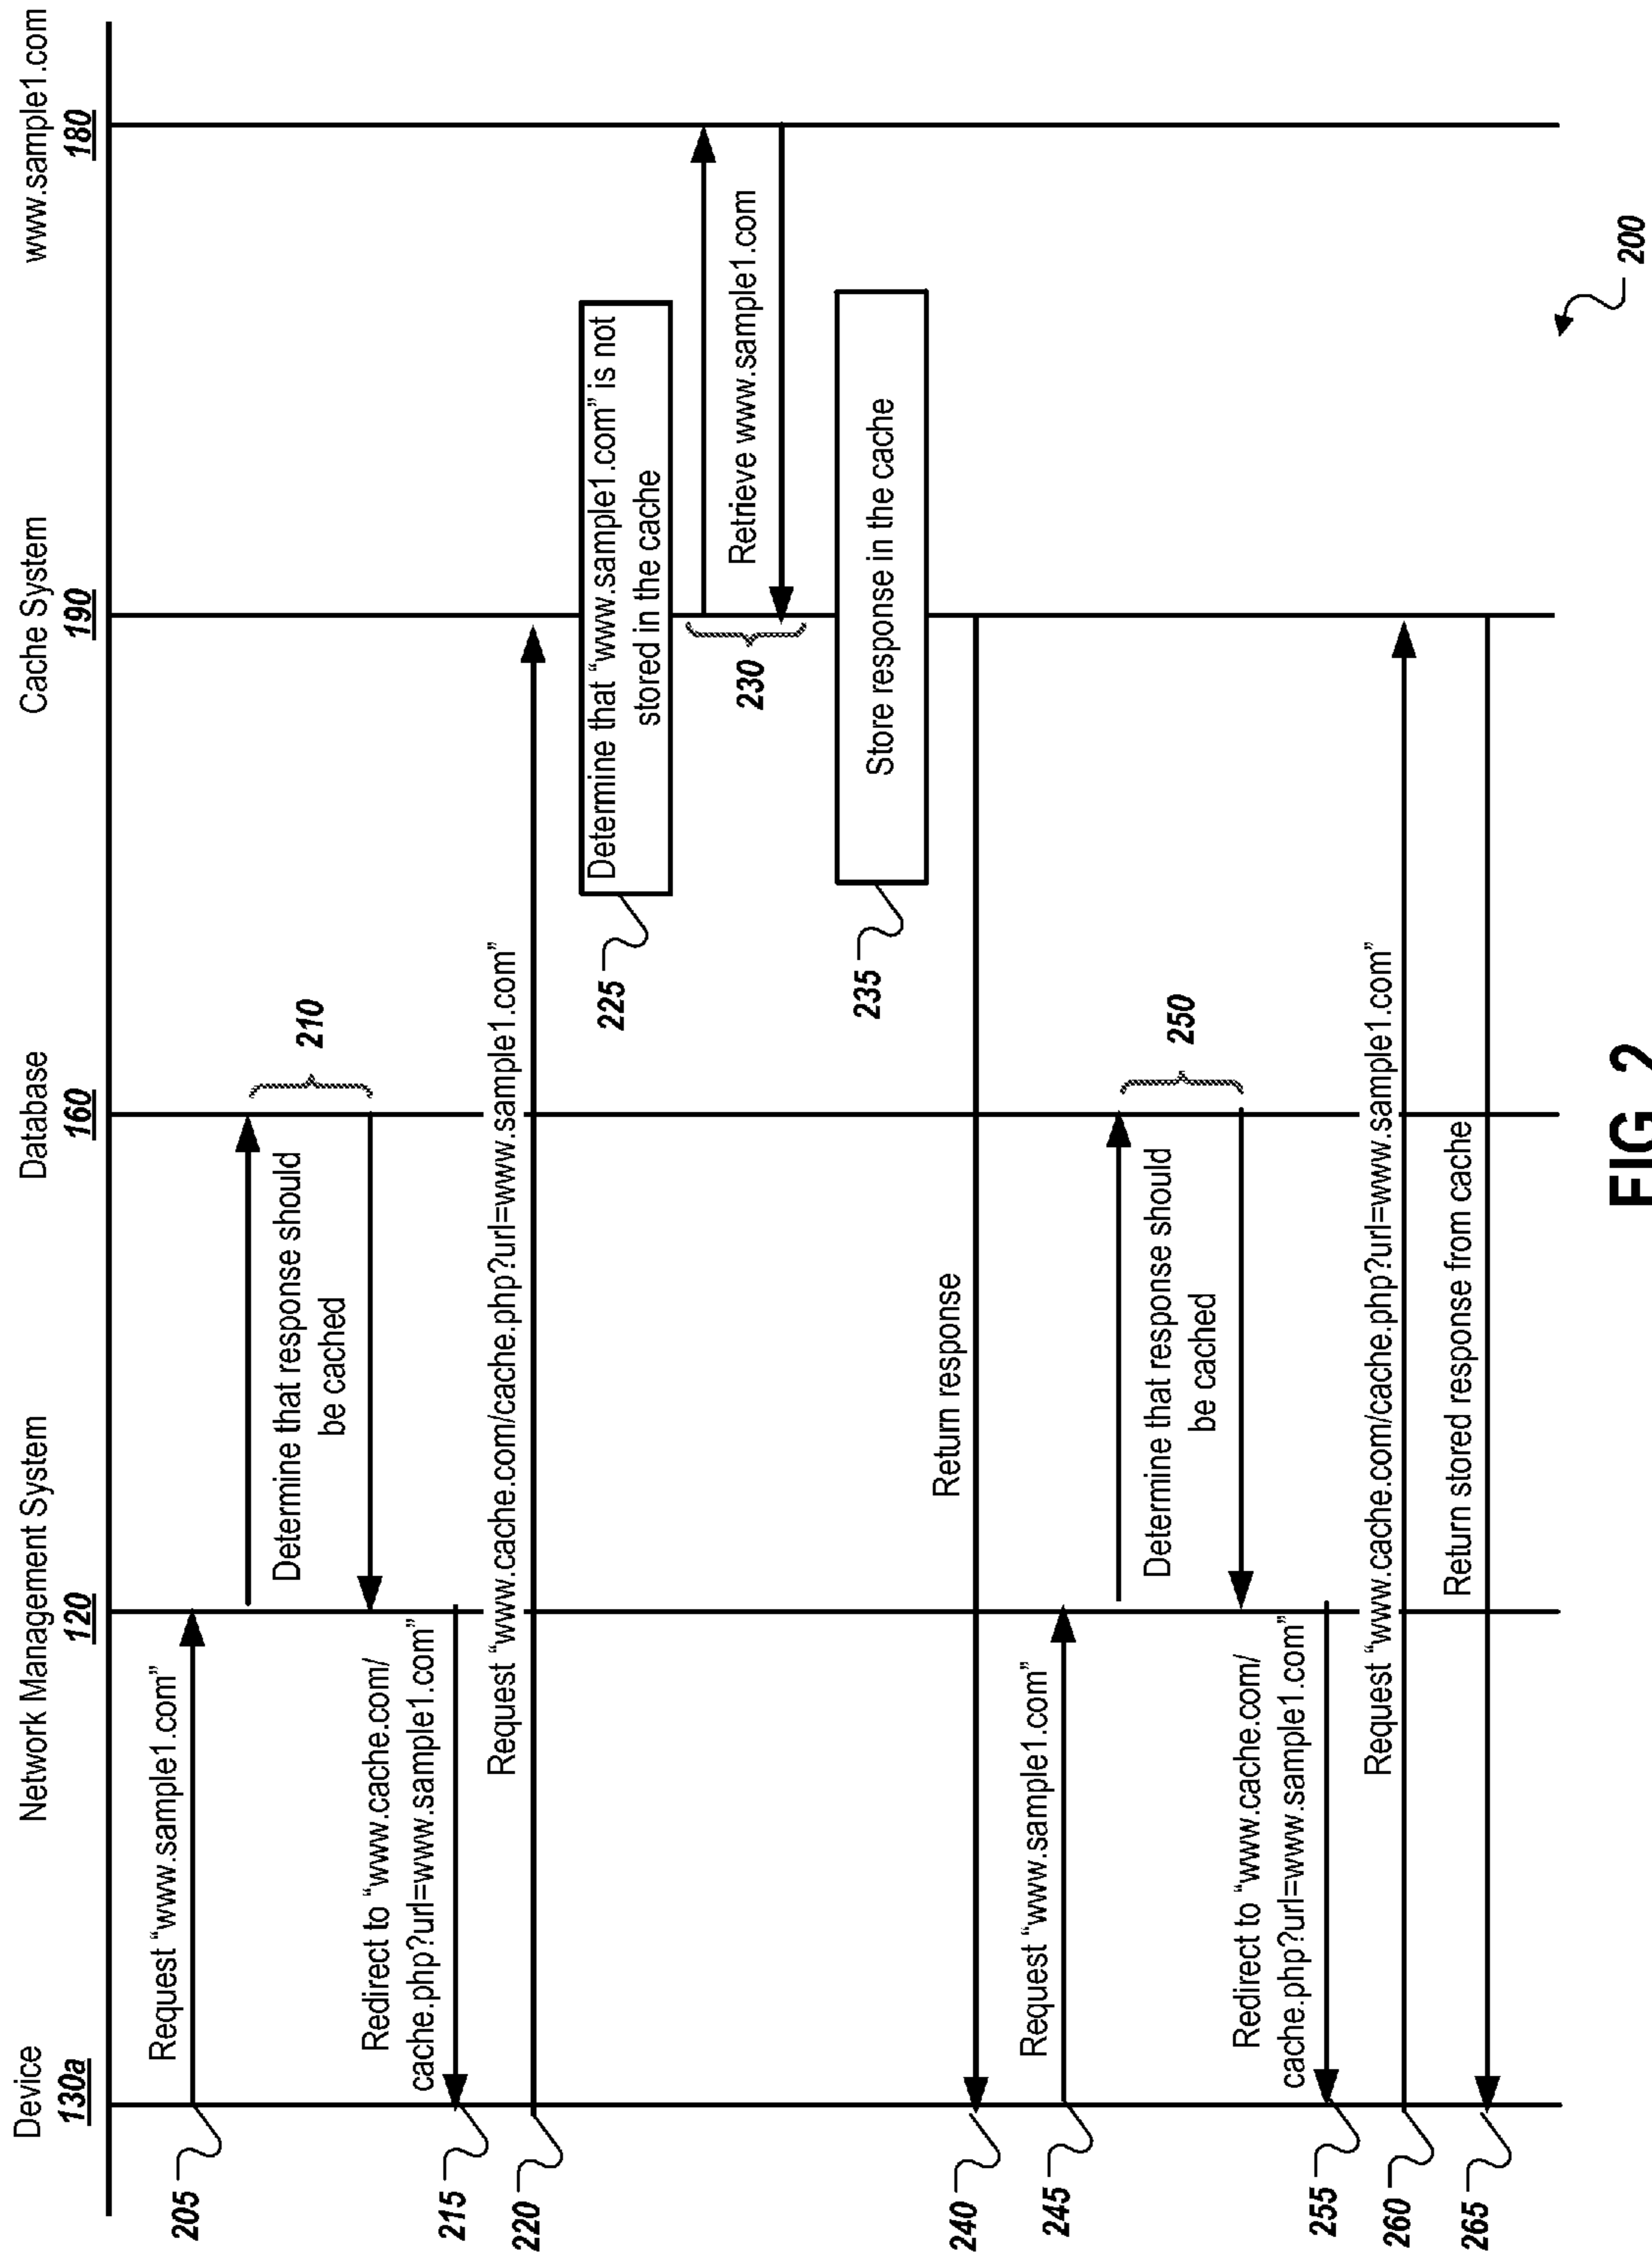 Device
130a
Network Management System
120
Database
160
Cache System
190
www.sample1.com
180
205
Request “www.sample1.com”
210
Determine that response should
be cached
215
Redirect to “www.cache.com/
cache.php?url=www.sample1.com”
220
Request “www.cache.com/cache.php?url=www.sample1.com”
225
Determine that “www.sample1.com” is not
stored in the cache
230
Retrieve www.sample1.com
235
Store response in the cache
240
Return response
245
Request “www.sample1.com”
250
Determine that response should
be cached
255
Redirect to “www.cache.com/
cache.php?url=www.sample1.com”
260
Request “www.cache.com/cache.php?url=www.sample1.com”
265
Return stored response from cache
200
FIG. 2